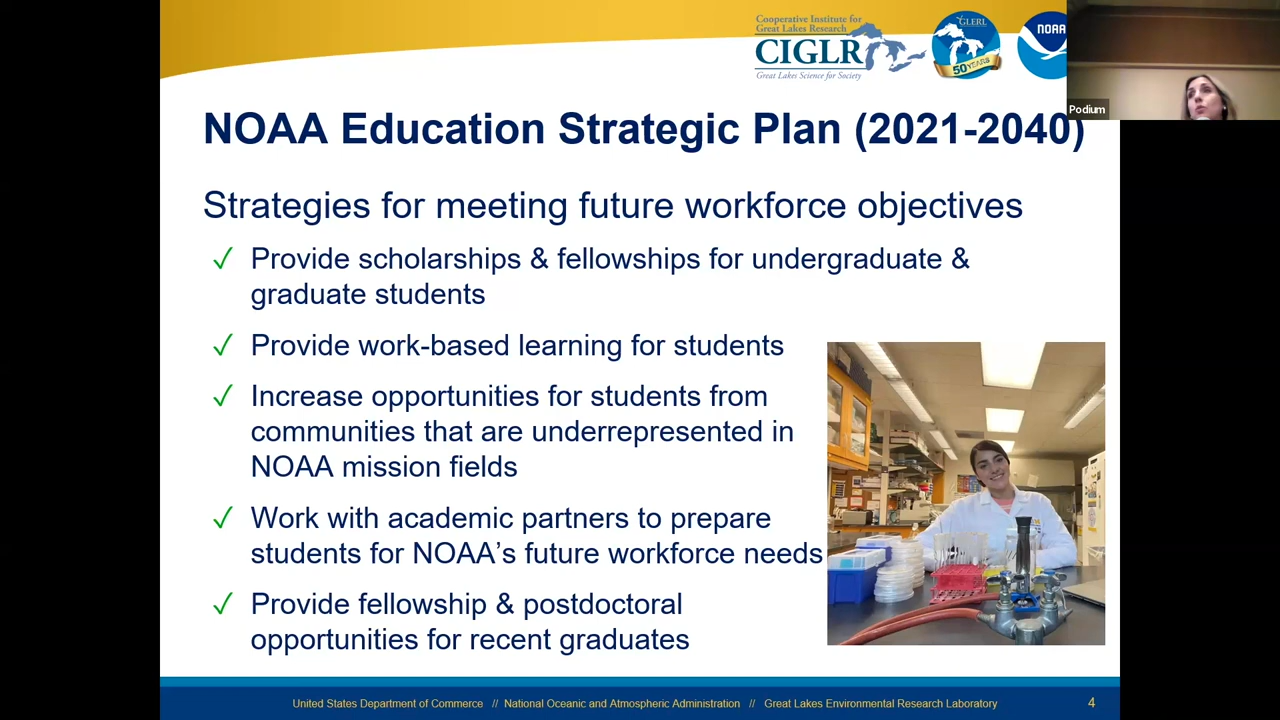 Cooperative Institute for
Great Lakes Research
CIGLR
Great Lakes Science for Society
GLERL
50 YEARS
NOAA
Podium
NOAA Education Strategic Plan (2021-2040)
Strategies for meeting future workforce objectives
✓ Provide scholarships & fellowships for undergraduate &
graduate students
✓ Provide work-based learning for students
✓ Increase opportunities for students from
communities that are underrepresented in
NOAA mission fields
✓ Work with academic partners to prepare
students for NOAA’s future workforce needs
✓ Provide fellowship & postdoctoral
opportunities for recent graduates
United States Department of Commerce // National Oceanic and Atmospheric Administration // Great Lakes Environmental Research Laboratory
4